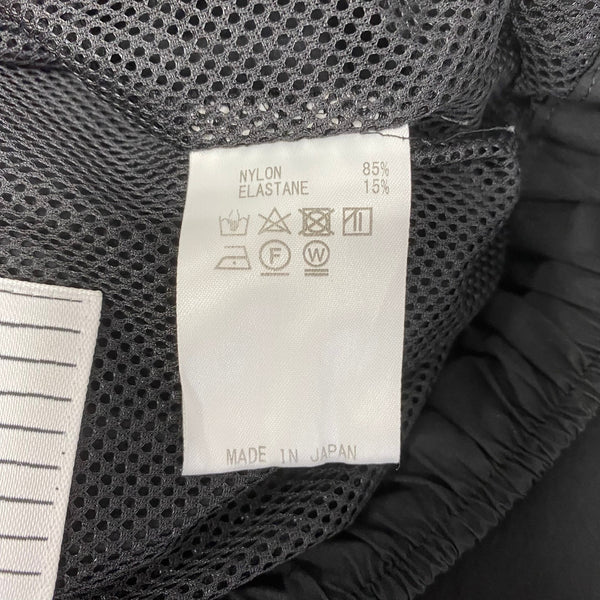 NYLON 85%
ELASTANE 15%
F W
MADE IN JAPAN